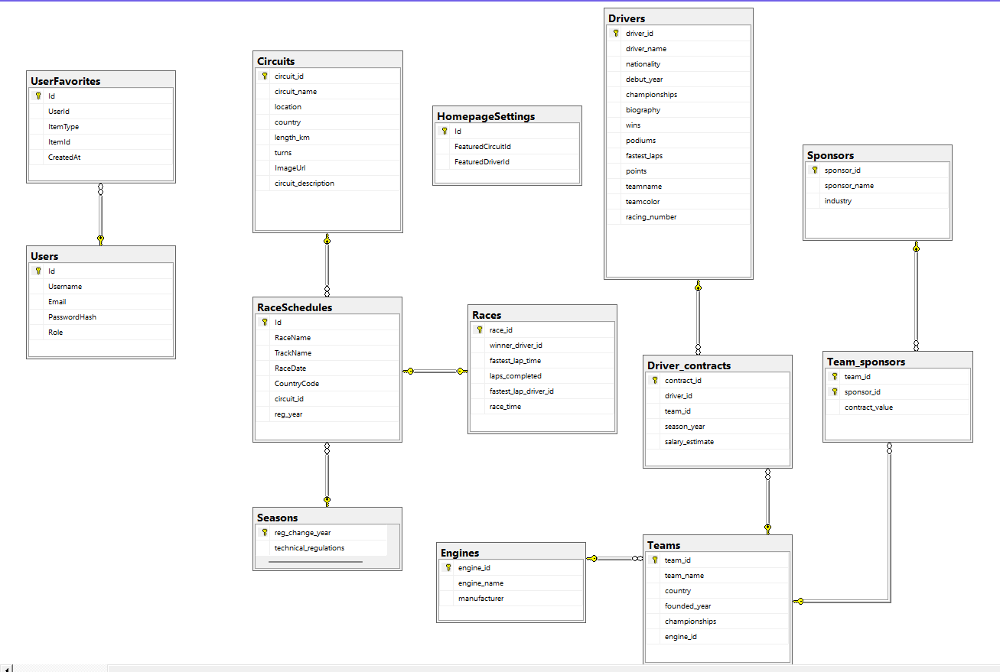 UserFavorites
Id
UserId
ItemType
ItemId
CreatedAt
Users
Id
Username
Email
PasswordHash
Role
Circuits
circuit_id
circuit_name
location
country
length_km
turns
ImageUrl
circuit_description
RaceSchedules
Id
RaceName
TrackName
RaceDate
CountryCode
circuit_id
reg_year
Seasons
reg_change_year
technical_regulations
HomepageSettings
Id
FeaturedCircuitId
FeaturedDriverId
Races
race_id
winner_driver_id
fastest_lap_time
laps_completed
fastest_lap_driver_id
race_time
Engines
engine_id
engine_name
manufacturer
Drivers
driver_id
driver_name
nationality
debut_year
championships
biography
wins
podiums
fastest_laps
points
teamname
teamcolor
racing_number
Driver_contracts
contract_id
driver_id
team_id
season_year
salary_estimate
Teams
team_id
team_name
country
founded_year
championships
engine_id
Sponsors
sponsor_id
sponsor_name
industry
Team_sponsors
team_id
sponsor_id
contract_value